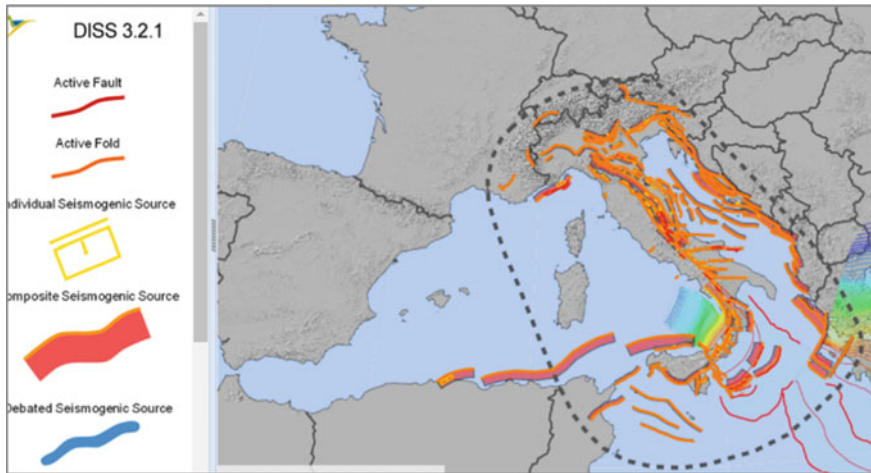 DISS 3.2.1
Active Fault
Active Fold
ndividual Seismogenic Source
omposite Seismogenic Source
Debated Seismogenic Source